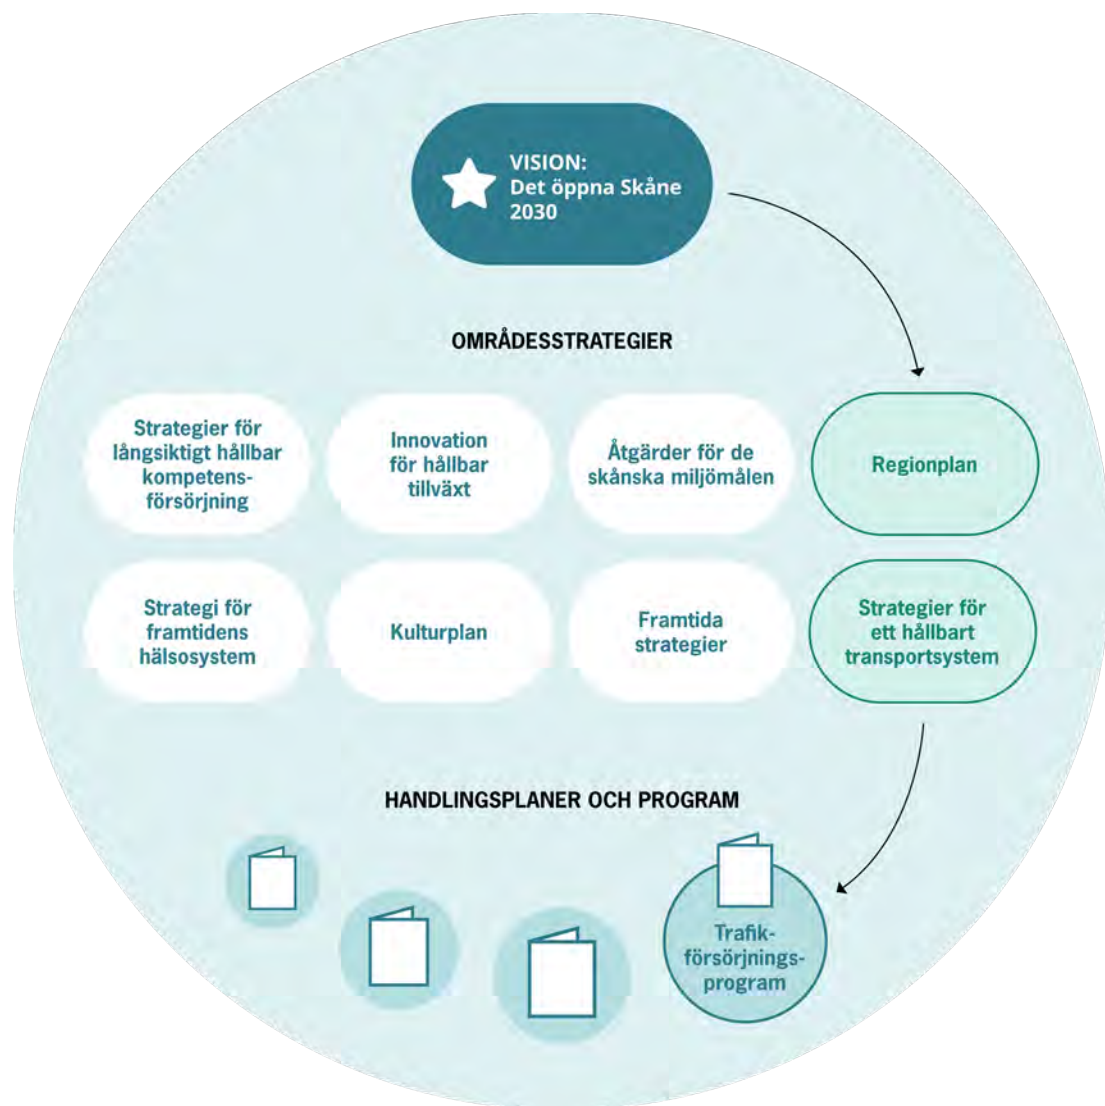 VISION:
Det öppna Skåne
2030
OMRÅDESSTRATEGIER
Strategier för
långsiktigt hållbar
kompetens-
försörjning
Innovation
för hållbar
tillväxt
Åtgärder för de
skånska miljömålen
Regionplan
Strategi för
framtidens
hälsosystem
Kulturplan
Framtida
strategier
Strategier för
ett hållbart
transportsystem
HANDLINGSPLANER OCH PROGRAM
Trafik-
försörjnings-
program